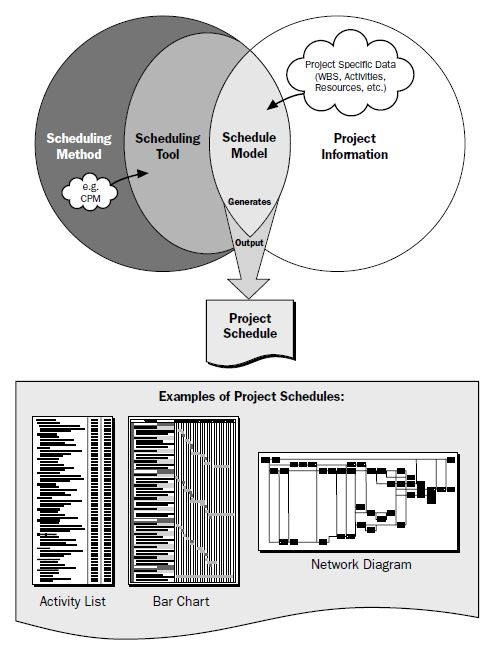 Project Specific Data
(WBS, Activities,
Resources, etc.)
Scheduling
Method
Scheduling
Tool
Schedule
Model
Project
Information
e.g.
CPM
Generates
Output
Project
Schedule
Examples of Project Schedules:
Activity List
Bar Chart
Network Diagram